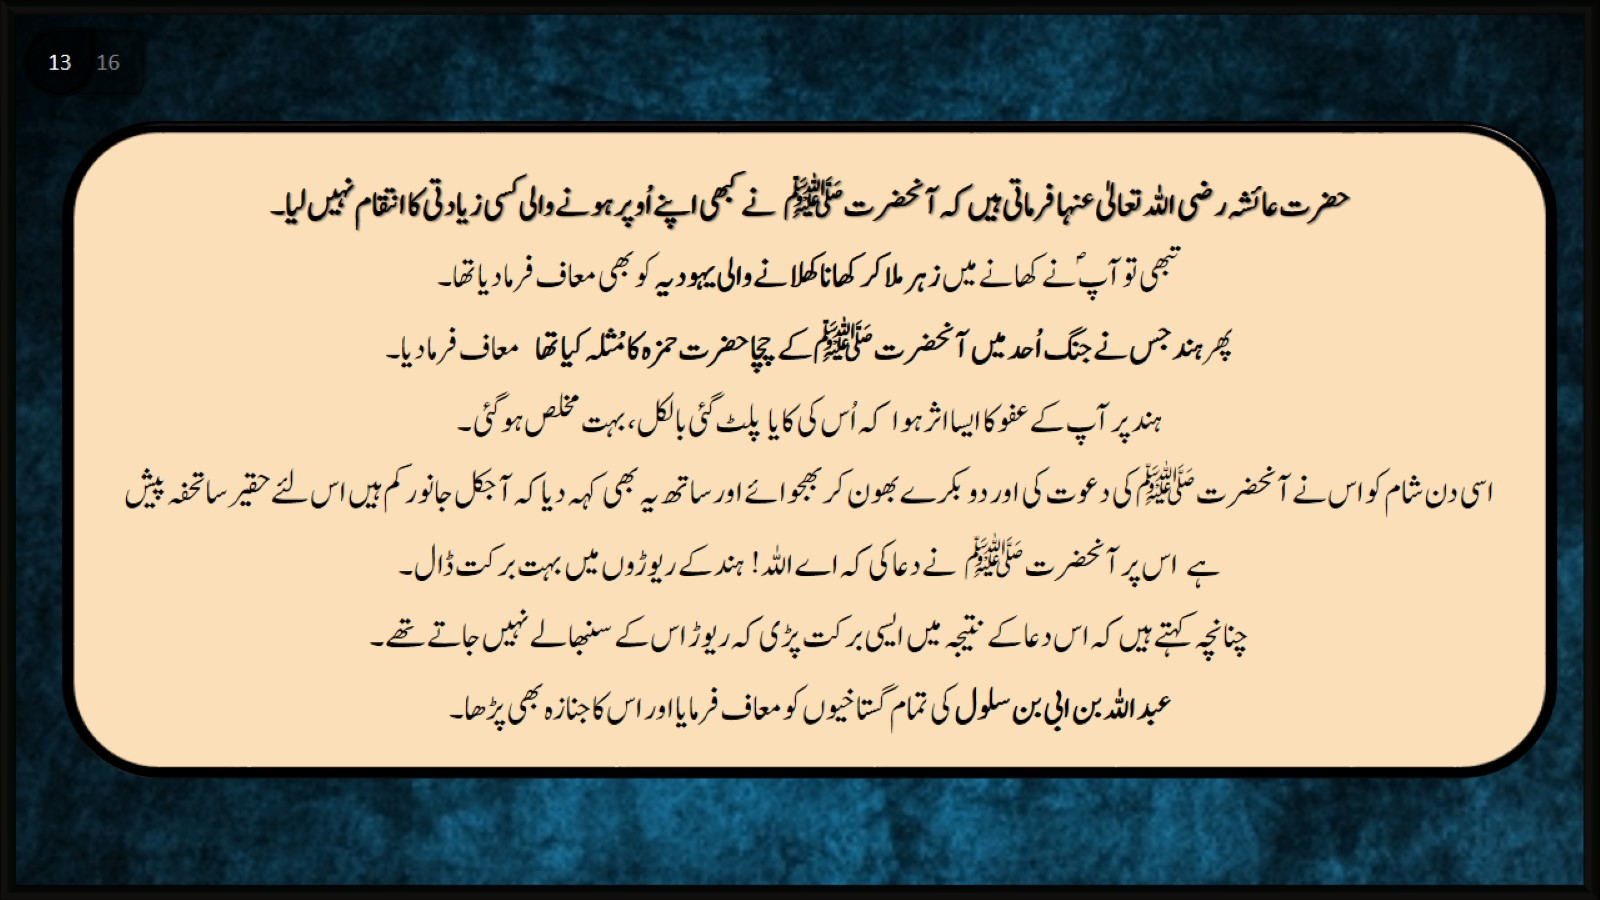 13 16
حضرت عائشہ رضی اللہ تعالیٰ عنہا فرماتی ہیں کہ آنحضرت ﷺ نے کبھی اپنے اُوپر ہونے والی کسی زیادتی کا انتقام نہیں لیا۔
تبھی تو آپؐ نے کھانے میں زہر ملا کر کھانا کھلانے والی یہودیہ کو بھی معاف فرما دیا تھا۔
پھر ہند جس نے جنگ اُحد میں آنحضرت ﷺ کے چچا حضرت حمزہ کا مُثلہ کیا تھا معاف فرما دیا۔
ہند پر آپ کے عفو کا ایسا اثر ہوا کہ اُس کی کایا پلٹ گئی بالکل، بہت مخلص ہو گئی۔
اسی دن شام کو اس نے آنحضرت ﷺ کی دعوت کی اور دو بکرے بھون کر بھجوائے اور ساتھ یہ بھی کہہ دیا کہ آجکل جانور کم ہیں اس لئے حقیر سا تحفہ پیش
ہے اس پر آنحضرت ﷺ نے دعا کی کہ اے اللہ! ہند کے ریوڑوں میں بہت برکت ڈال۔
چنانچہ کہتے ہیں کہ اس دعا کے نتیجہ میں ایسی برکت پڑی کہ ریوڑ اس کے سنبھالے نہیں جاتے تھے۔
عبد اللہ بن ابی بن سلول کی تمام گستاخیوں کو معاف فرمایا اور اس کا جنازہ بھی پڑھا۔